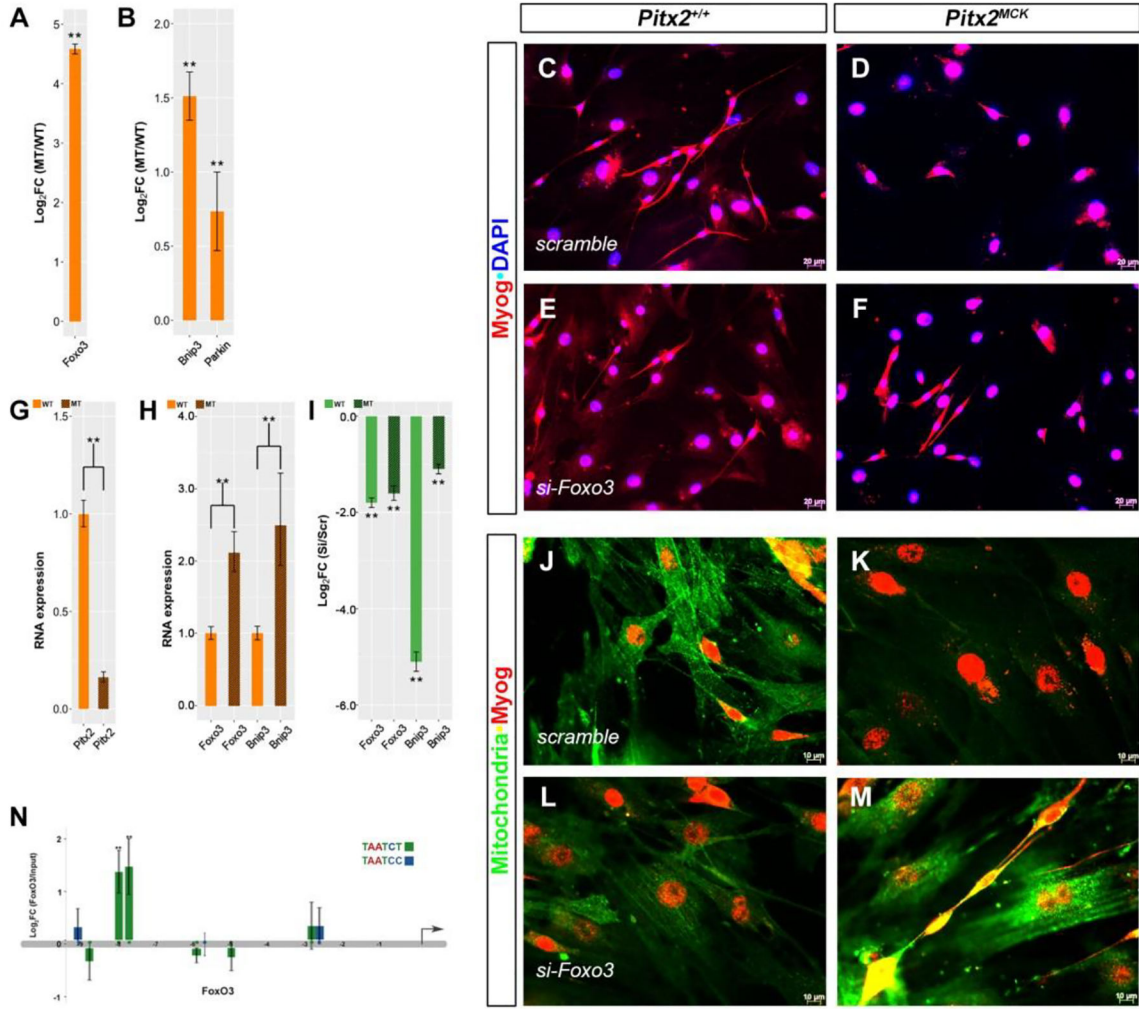 A
B
Pitx2+/+
Pitx2MCK
Log2FC (MT/WT)
5
4
3
2
1
0
**
Foxo3
Log2FC (MT/WT)
2.0
1.5
1.0
0.5
0.0
**
**
Bnip3
Parkin
Myog•DAPI
C
scramble
20 µm
D
20 µm
E
si-Foxo3
20 µm
F
20 µm
G
WT
MT
RNA expression
1.5
1.0
0.5
0.0
**
Pitx2
Pitx2
H
WT
MT
RNA expression
4.0
3.0
2.0
1.0
0.0
**
**
Foxo3
Foxo3
Bnip3
Bnip3
I
WT
MT
Log2FC (Si/Scr)
0.0
-2.0
-4.0
-6.0
**
**
**
**
Foxo3
Foxo3
Bnip3
Bnip3
Mitochondria•Myog
J
scramble
10 µm
K
10 µm
L
si-Foxo3
10 µm
M
10 µm
N
Log2FC (FoxO3/Input)
2
1
0
-1
**
**
TAATCT
TAATCC
-9
-8
-7
-6
-5
-4
-3
-2
-1
FoxO3